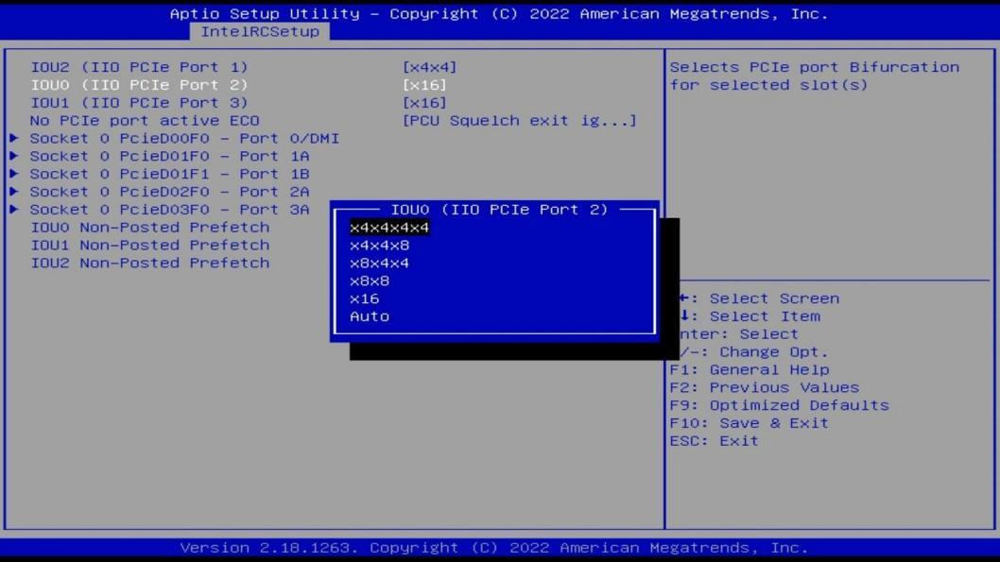 Aptio Setup Utility – Copyright (C) 2022 American Megatrends, Inc.
IntelRCSetup
IOU2 (IIO PCIe Port 1) [x4x4]
IOU0 (IIO PCIe Port 2) [x16]
IOU1 (IIO PCIe Port 3) [x16]
No PCIe port active ECO [PCU Squelch exit ig...]
Socket 0 PcieD00F0 – Port 0/DMI
Socket 0 PcieD01F0 – Port 1A
Socket 0 PcieD01F1 – Port 1B
Socket 0 PcieD02F0 – Port 2A
Socket 0 PcieD03F0 – Port 3A
IOU0 Non-Posted Prefetch
IOU1 Non-Posted Prefetch
IOU2 Non-Posted Prefetch
IOU0 (IIO PCIe Port 2)
x4x4x4x4
x4x4x8
x8x4x4
x8x8
x16
Auto
Selects PCIe port Bifurcation
for selected slot(s)
: Select Screen
: Select Item
nter: Select
/-: Change Opt.
F1: General Help
F2: Previous Values
F9: Optimized Defaults
F10: Save & Exit
ESC: Exit
Version 2.18.1263. Copyright (C) 2022 American Megatrends, Inc.